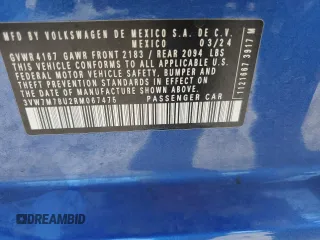 MFD BY VOLKSWAGEN DE MEXICO S.A. DE C.V.
MEXICO 03/24
GVWR 4167 GAWR FRONT 2183 / REAR 2094 LBS
THIS VEHICLE CONFORMS TO ALL APPLICABLE
FEDERAL MOTOR VEHICLE SAFETY, BUMPER AND
THEFT PREVENTION STANDARDS IN EFFECT ON
THE DATE OF MANUFACTURE SHOWN ABOVE.
3VW7M7BU2RM067475 PASSENGER CAR
1121687 3917 M
DREAMBID